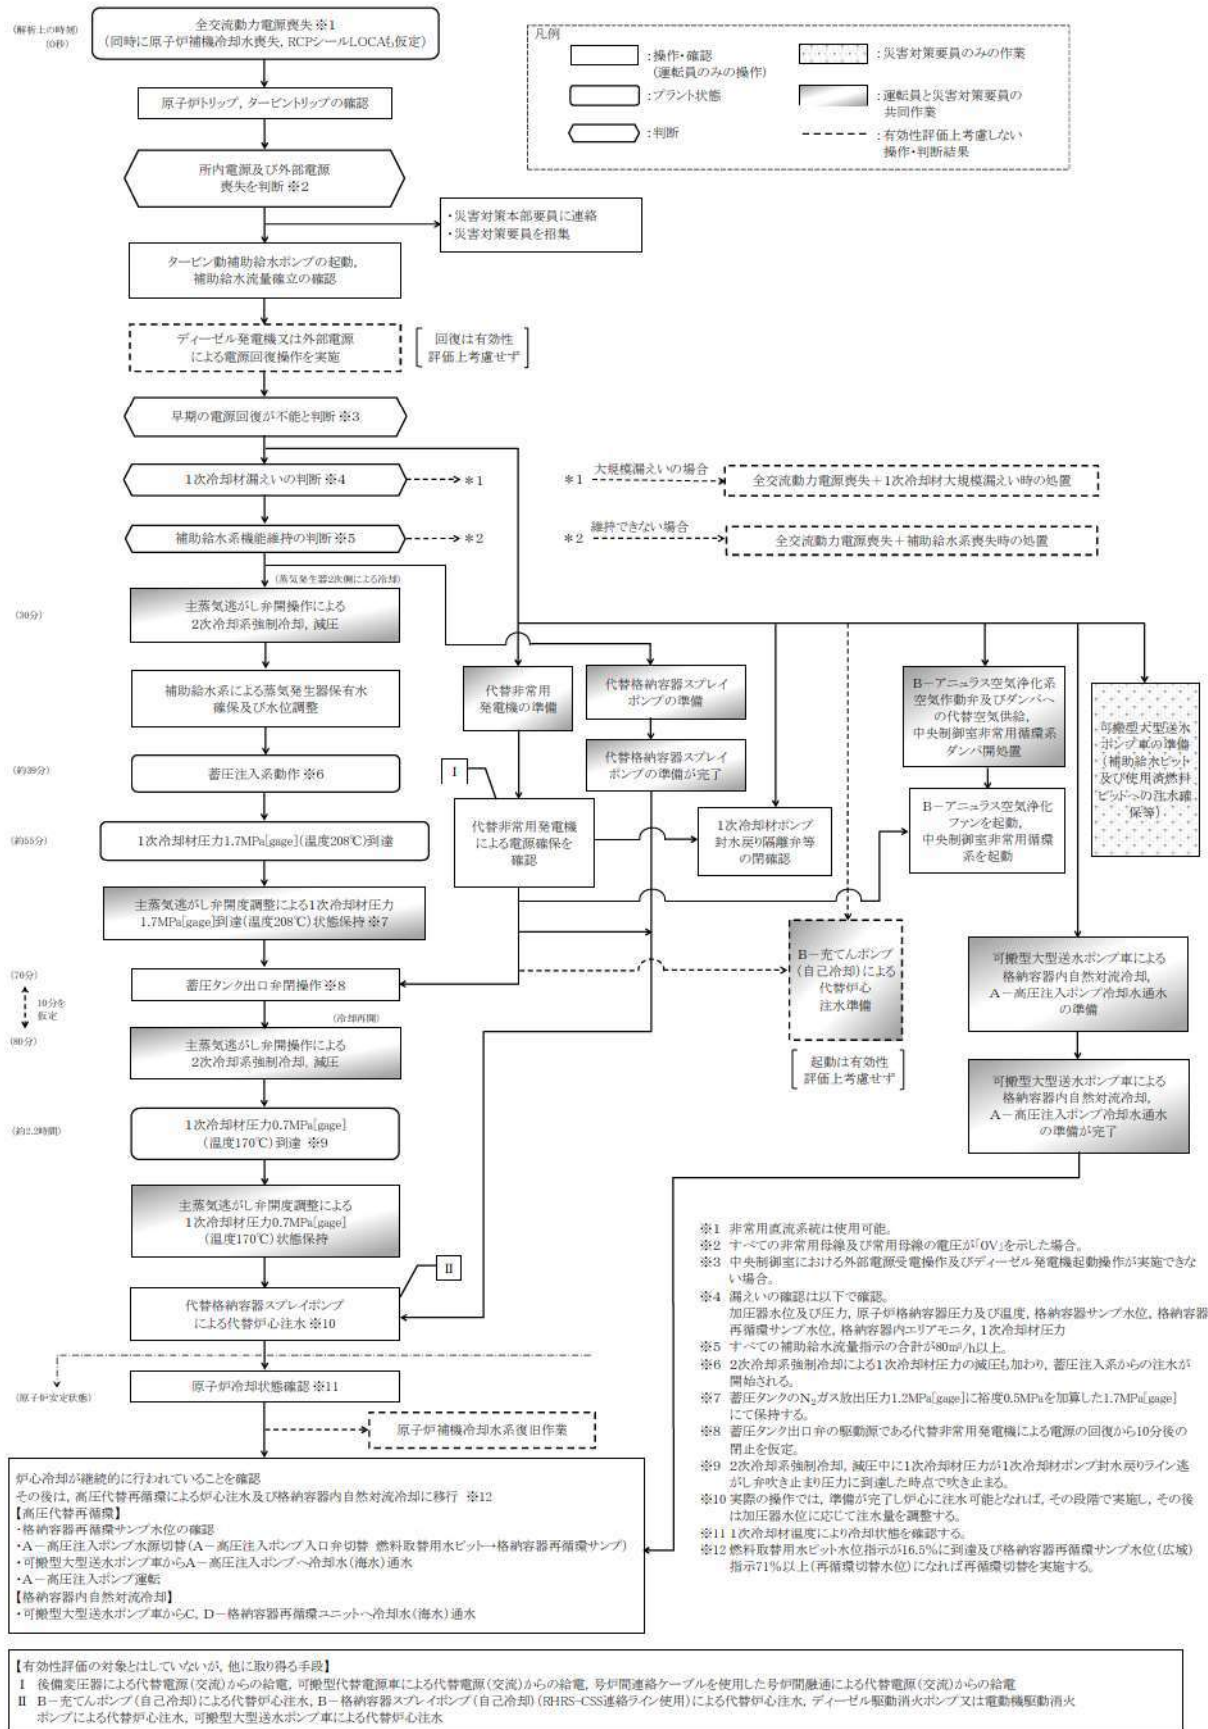 (解析上の時刻)
(0秒)
全交流動力電源喪失 ※1
(同時に原子炉補機冷却水喪失, RCPシールLOCAも仮定)
原子炉トリップ, タービントリップの確認
所内電源及び外部電源
喪失を判断 ※2
・災害対策本部要員に連絡
・災害対策要員を招集
タービン動補助給水ポンプの起動,
補助給水流量確立の確認
ディーゼル発電機又は外部電源
による電源回復操作を実施
回復は有効性
評価上考慮せず
早期の電源回復が不能と判断 ※3
1次冷却材漏えいの判断 ※4
*1
補助給水系機能維持の判断 ※5
*2
凡例
:操作・確認
(運転員のみの操作)
:プラント状態
:判断
:災害対策要員のみの作業
:運転員と災害対策要員の
共同作業
:有効性評価上考慮しない
操作・判断結果
*1
大規模漏えいの場合
全交流動力電源喪失+1次冷却材大規模漏えい時の処置
*2
維持できない場合
全交流動力電源喪失+補助給水系喪失時の処置
(蒸気発生器2次側による冷却)
(30分)
主蒸気逃がし弁開操作による
2次冷却系強制冷却, 減圧
補助給水系による蒸気発生器保有水
確保及び水位調整
(約39分)
蓄圧注入系動作 ※6
(約55分)
1次冷却材圧力1.7MPa[gage](温度208℃)到達
主蒸気逃がし弁開度調整による1次冷却材圧力
1.7MPa[gage]到達(温度208℃)状態保持 ※7
(70分)
蓄圧タンク出口弁閉操作 ※8
10分を
仮定
(冷却再開)
(80分)
主蒸気逃がし弁開操作による
2次冷却系強制冷却, 減圧
(約2.2時間)
1次冷却材圧力0.7MPa[gage]
(温度170℃)到達 ※9
主蒸気逃がし弁開度調整による
1次冷却材圧力0.7MPa[gage]
(温度170℃)状態保持
II
代替格納容器スプレイポンプ
による代替炉心注水 ※10
(原子炉安定状態)
原子炉冷却状態確認 ※11
原子炉補機冷却水系復旧作業
代替非常用
発電機の準備
I
代替非常用発電機
による電源確保を
確認
代替格納容器スプレイ
ポンプの準備
代替格納容器スプレイ
ポンプの準備が完了
1次冷却材ポンプ
封水戻り隔離弁等
の閉確認
B-充てんポンプ
(自己冷却)による
代替炉心
注水準備
起動は有効性
評価上考慮せず
B-アニュラス空気浄化系
空気作動弁及びダンパへ
の代替空気供給,
中央制御室非常用循環系
ダンパ開処置
B-アニュラス空気浄化
ファンを起動,
中央制御室非常用循環
系を起動
可搬型大型送水
ポンプ車の準備
(補助給水ピット
及び使用済燃料
ピットへの注水確
保等)
可搬型大型送水ポンプ車による
格納容器内自然対流冷却,
A-高圧注入ポンプ冷却水通水
の準備
可搬型大型送水ポンプ車による
格納容器内自然対流冷却,
A-高圧注入ポンプ冷却水通水
の準備が完了
炉心冷却が継続的に行われていることを確認
その後は, 高圧代替再循環による炉心注水及び格納容器内自然対流冷却に移行 ※12
【高圧代替再循環】
・格納容器再循環サンプ水位の確認
・A-高圧注入ポンプ水源切替(A-高圧注入ポンプ入口弁切替 燃料取替用水ピット→格納容器再循環サンプ)
・可搬型大型送水ポンプ車からA-高圧注入ポンプへ冷却水(海水)通水
・A-高圧注入ポンプ運転
【格納容器内自然対流冷却】
・可搬型大型送水ポンプ車からC, D-格納容器再循環ユニットへ冷却水(海水)通水
※1 非常用直流系統は使用可能。
※2 すべての非常用母線及び常用母線の電圧が「0V」を示した場合。
※3 中央制御室における外部電源受電操作及びディーゼル発電機起動操作が実施できな
い場合。
※4 漏えいの確認は以下で確認。
加圧器水位及び圧力, 原子炉格納容器圧力及び温度, 格納容器サンプ水位, 格納容器
再循環サンプ水位, 格納容器内エリアモニタ, 1次冷却材圧力
※5 すべての補助給水流量指示の合計が80m³/h以上。
※6 2次冷却系強制冷却による1次冷却材圧力の減圧も加わり, 蓄圧注入系からの注水が
開始される。
※7 蓄圧タンクのN₂ガス放出圧力1.2MPa[gage]に裕度0.5MPaを加算した1.7MPa[gage]
にて保持する。
※8 蓄圧タンク出口弁の駆動源である代替非常用発電機による電源の回復から10分後の
閉止を仮定。
※9 2次冷却系強制冷却, 減圧中に1次冷却材圧力が1次冷却材ポンプ封水戻りライン逃
がし弁吹き止まり圧力に到達した時点で吹き止まる。
※10 実際の操作では, 準備が完了し炉心に注水可能となれば, その段階で実施し, その後
は加圧器水位に応じて注水量を調整する。
※11 1次冷却材温度により冷却状態を確認する。
※12 燃料取替用水ピット水位指示が16.5%に到達及び格納容器再循環サンプ水位(広域)
指示71%以上(再循環切替水位)になれば再循環切替を実施する。
【有効性評価の対象とはしていないが, 他に取り得る手段】
I 後備変圧器による代替電源(交流)からの給電, 可搬型代替電源車による代替電源(交流)からの給電, 号炉間連絡ケーブルを使用した号炉間融通による代替電源(交流)からの給電
II B-充てんポンプ(自己冷却)による代替炉心注水, B-格納容器スプレイポンプ(自己冷却)(RHRS-CSS連絡ライン使用)による代替炉心注水, ディーゼル駆動消火ポンプ又は電動機駆動消火
ポンプによる代替炉心注水, 可搬型大型送水ポンプ車による代替炉心注水